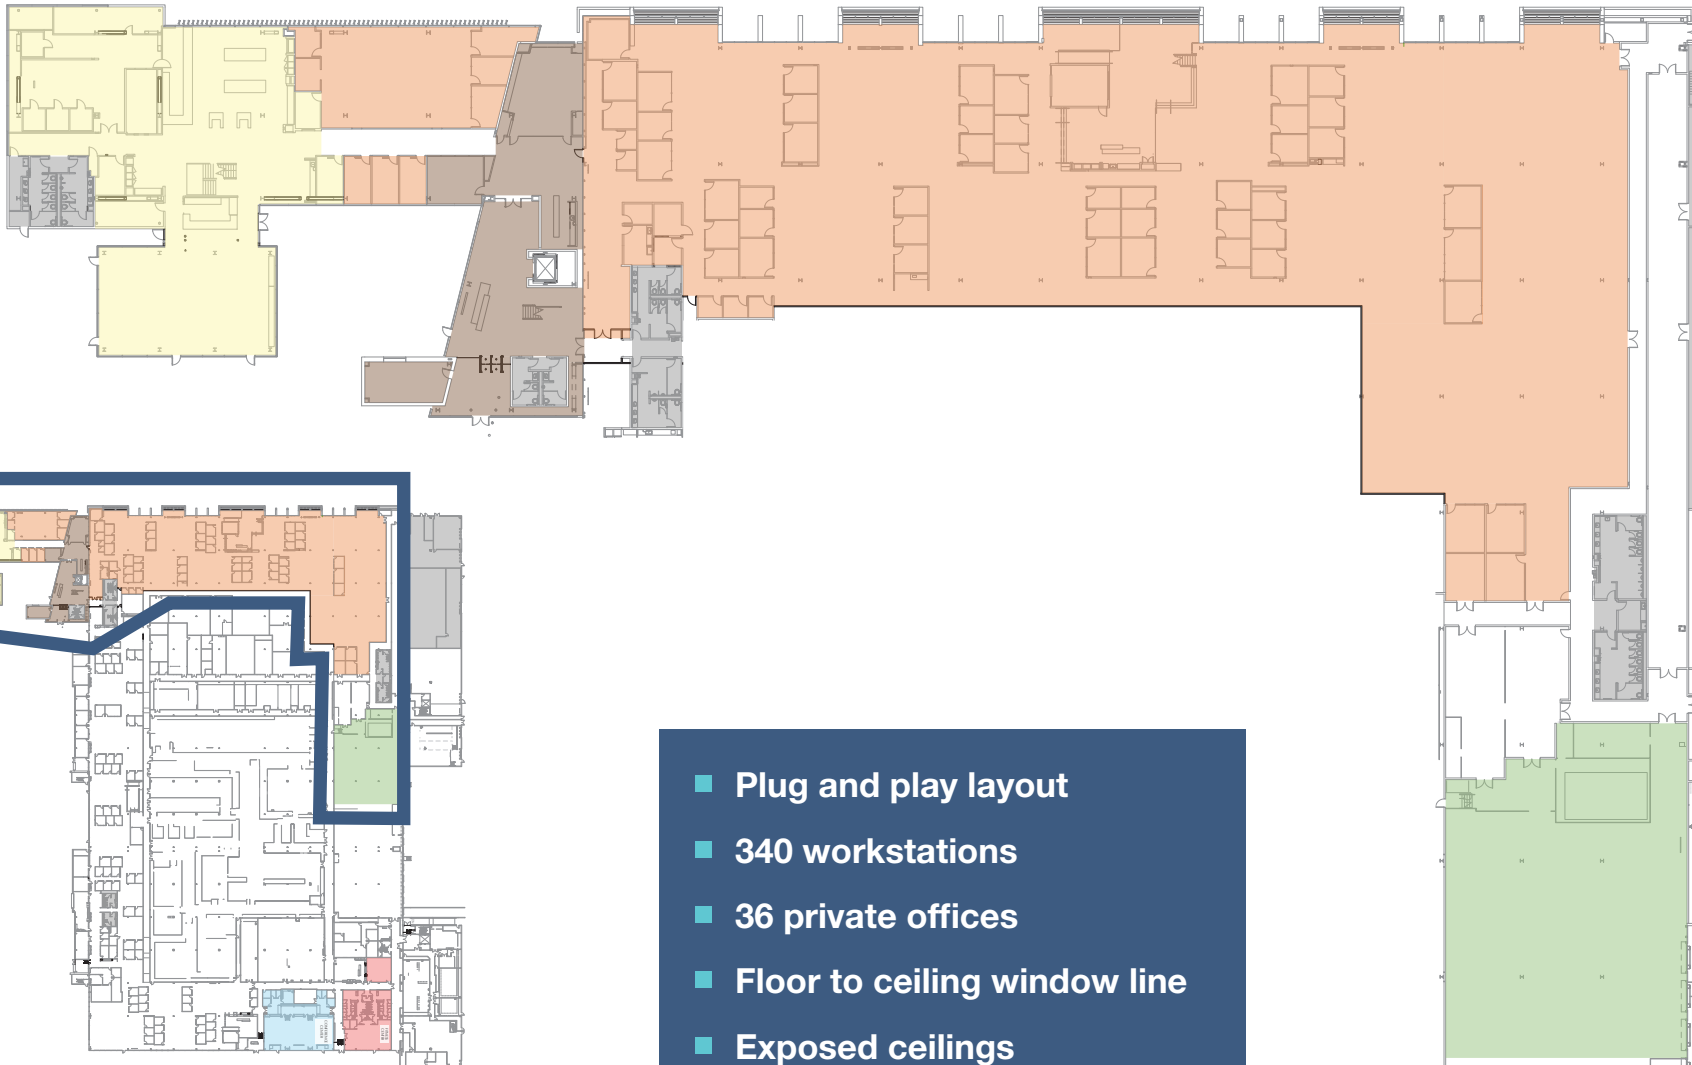 Plug and play layout
340 workstations
36 private offices
Floor to ceiling window line
Exposed ceilings